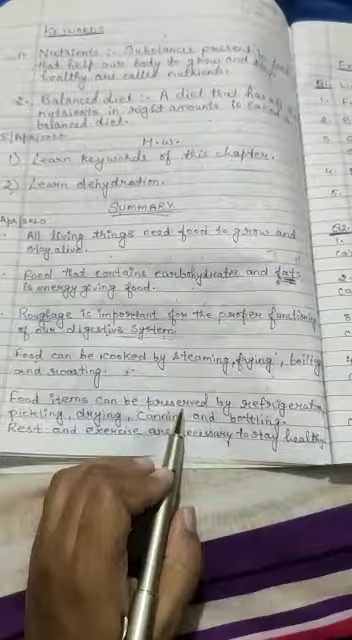 KEYWORDS
1. Nutrients :- Substances present in food
that help our body to grow and stay
healthy are called nutrients.
2. Balanced diet :- A diet that has all
nutrients in right amounts is called a
balanced diet.
H.W.
1) Learn keywords of this chapter.
2) Learn dehydration.
SUMMARY
All living things need food to grow and
stay alive.
Food that contains carbohydrates and fats
is energy giving food.
Roughage is important for the proper functioning
of our digestive system.
Food can be cooked by steaming, frying, boiling
and roasting.
Food items can be preserved by refrigeration
pickling, drying, canning and bottling.
Rest and exercise are necessary to stay healthy